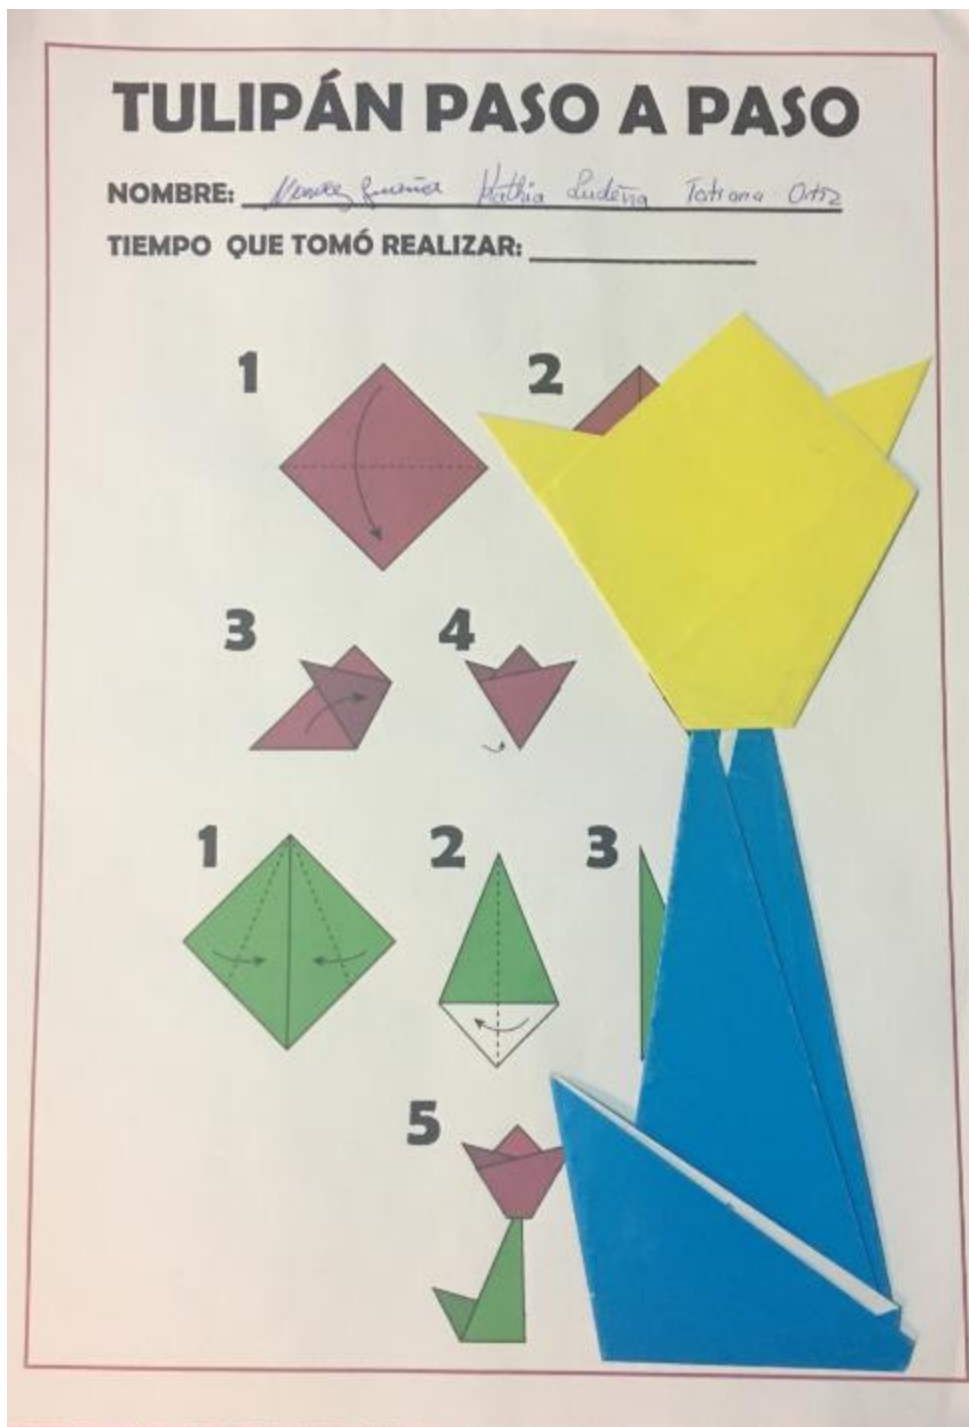 TULIPÁN PASO A PASO
NOMBRE: Kathia Ludeña Tatiana Ortiz
TIEMPO QUE TOMÓ REALIZAR:
1 2
3 4
1 2 3
5